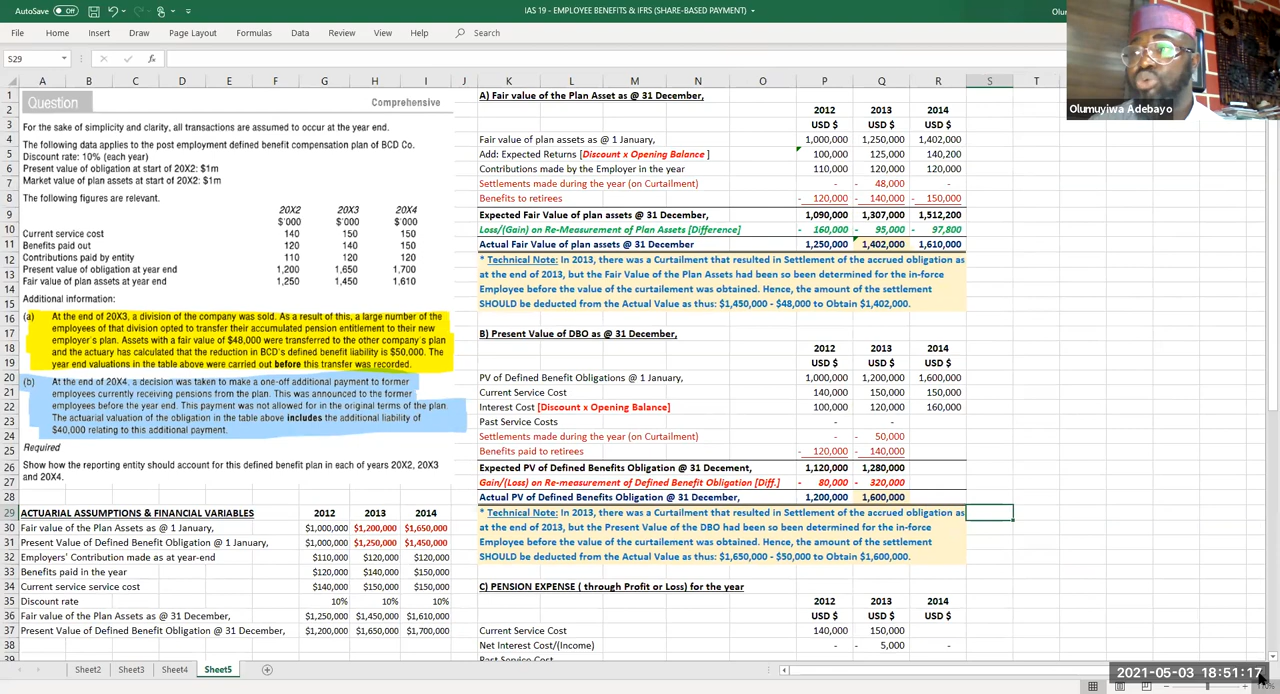 AutoSave Off
IAS 19 - EMPLOYEE BENEFITS & IFRS (SHARE-BASED PAYMENT)
Olu
File Home Insert Draw Page Layout Formulas Data Review View Help Search
S29 fx
A B C D E F G H I J K L M N O P Q R S T
Olumuyiwa Adebayo
Question
Comprehensive
For the sake of simplicity and clarity, all transactions are assumed to occur at the year end.
The following data applies to the post employment defined benefit compensation plan of BCD Co.
Discount rate: 10% (each year)
Present value of obligation at start of 20X2: $1m
Market value of plan assets at start of 20X2: $1m
The following figures are relevant.
20X2 20X3 20X4
$'000 $'000 $'000
Current service cost 140 150 150
Benefits paid out 120 140 150
Contributions paid by entity 110 120 120
Present value of obligation at year end 1,200 1,650 1,700
Fair value of plan assets at year end 1,250 1,450 1,610
Additional information:
(a) At the end of 20X3, a division of the company was sold. As a result of this, a large number of the
employees of that division opted to transfer their accumulated pension entitlement to their new
employer's plan. Assets with a fair value of $48,000 were transferred to the other company's plan
and the actuary has calculated that the reduction in BCD's defined benefit liability is $50,000. The
year end valuations in the table above were carried out before this transfer was recorded.
(b) At the end of 20X4, a decision was taken to make a one-off additional payment to former
employees currently receiving pensions from the plan. This was announced to the former
employees before the year end. This payment was not allowed for in the original terms of the plan.
The actuarial valuation of the obligation in the table above includes the additional liability of
$40,000 relating to this additional payment.
Required
Show how the reporting entity should account for this defined benefit plan in each of years 20X2, 20X3
and 20X4.
ACTUARIAL ASSUMPTIONS & FINANCIAL VARIABLES 2012 2013 2014
Fair value of the Plan Assets as @ 1 January, $1,000,000 $1,200,000 $1,650,000
Present Value of Defined Benefit Obligation @ 1 January, $1,000,000 $1,250,000 $1,450,000
Employers' Contribution made as at year-end $110,000 $120,000 $120,000
Benefits paid in the year $120,000 $140,000 $150,000
Current service service cost $140,000 $150,000 $150,000
Discount rate 10% 10% 10%
Fair value of the Plan Assets as @ 31 December, $1,250,000 $1,450,000 $1,610,000
Present Value of Defined Benefit Obligation @ 31 December, $1,200,000 $1,650,000 $1,700,000
A) Fair value of the Plan Asset as @ 31 December,
2012 2013 2014
USD $ USD $ USD $
Fair value of plan assets as @ 1 January, 1,000,000 1,250,000 1,402,000
Add: Expected Returns [Discount x Opening Balance ] 100,000 125,000 140,200
Contributions made by the Employer in the year 110,000 120,000 120,000
Settlements made during the year (on Curtailment) - - 48,000 -
Benefits to retirees - 120,000 - 140,000 - 150,000
Expected Fair Value of plan assets @ 31 December, 1,090,000 1,307,000 1,512,200
Loss/(Gain) on Re-Measurement of Plan Assets [Difference] - 160,000 - 95,000 - 97,800
Actual Fair Value of plan assets @ 31 December 1,250,000 1,402,000 1,610,000
* Technical Note: In 2013, there was a Curtailment that resulted in Settlement of the accrued obligation as
at the end of 2013, but the Fair Value of the Plan Assets had been so been determined for the in-force
Employee before the value of the curtailement was obtained. Hence, the amount of the settlement
SHOULD be deducted from the Actual Value as thus: $1,450,000 - $48,000 to Obtain $1,402,000.
B) Present Value of DBO as @ 31 December,
2012 2013 2014
USD $ USD $ USD $
PV of Defined Benefit Obligations @ 1 January, 1,000,000 1,200,000 1,600,000
Current Service Cost 140,000 150,000 150,000
Interest Cost [Discount x Opening Balance] 100,000 120,000 160,000
Past Service Costs - -
Settlements made during the year (on Curtailment) - - 50,000
Benefits paid to retirees - 120,000 - 140,000
Expected PV of Defined Benefits Obligation @ 31 Decement, 1,120,000 1,280,000
Gain/(Loss) on Re-measurement of Defined Benefit Obligation [Diff.] - 80,000 - 320,000
Actual PV of Defined Benefits Obligation @ 31 December, 1,200,000 1,600,000
* Technical Note: In 2013, there was a Curtailment that resulted in Settlement of the accrued obligation as
at the end of 2013, but the Present Value of the DBO had been so been determined for the in-force
Employee before the value of the curtailement was obtained. Hence, the amount of the settlement
SHOULD be deducted from the Actual Value as thus: $1,650,000 - $50,000 to Obtain $1,600,000.
C) PENSION EXPENSE ( through Profit or Loss) for the year
2012 2013 2014
USD $ USD $ USD $
Current Service Cost 140,000 150,000
Net Interest Cost/(Income) - - 5,000 -
Past Service Cost
Sheet2 Sheet3 Sheet4 Sheet5
2021-05-03 18:51:17